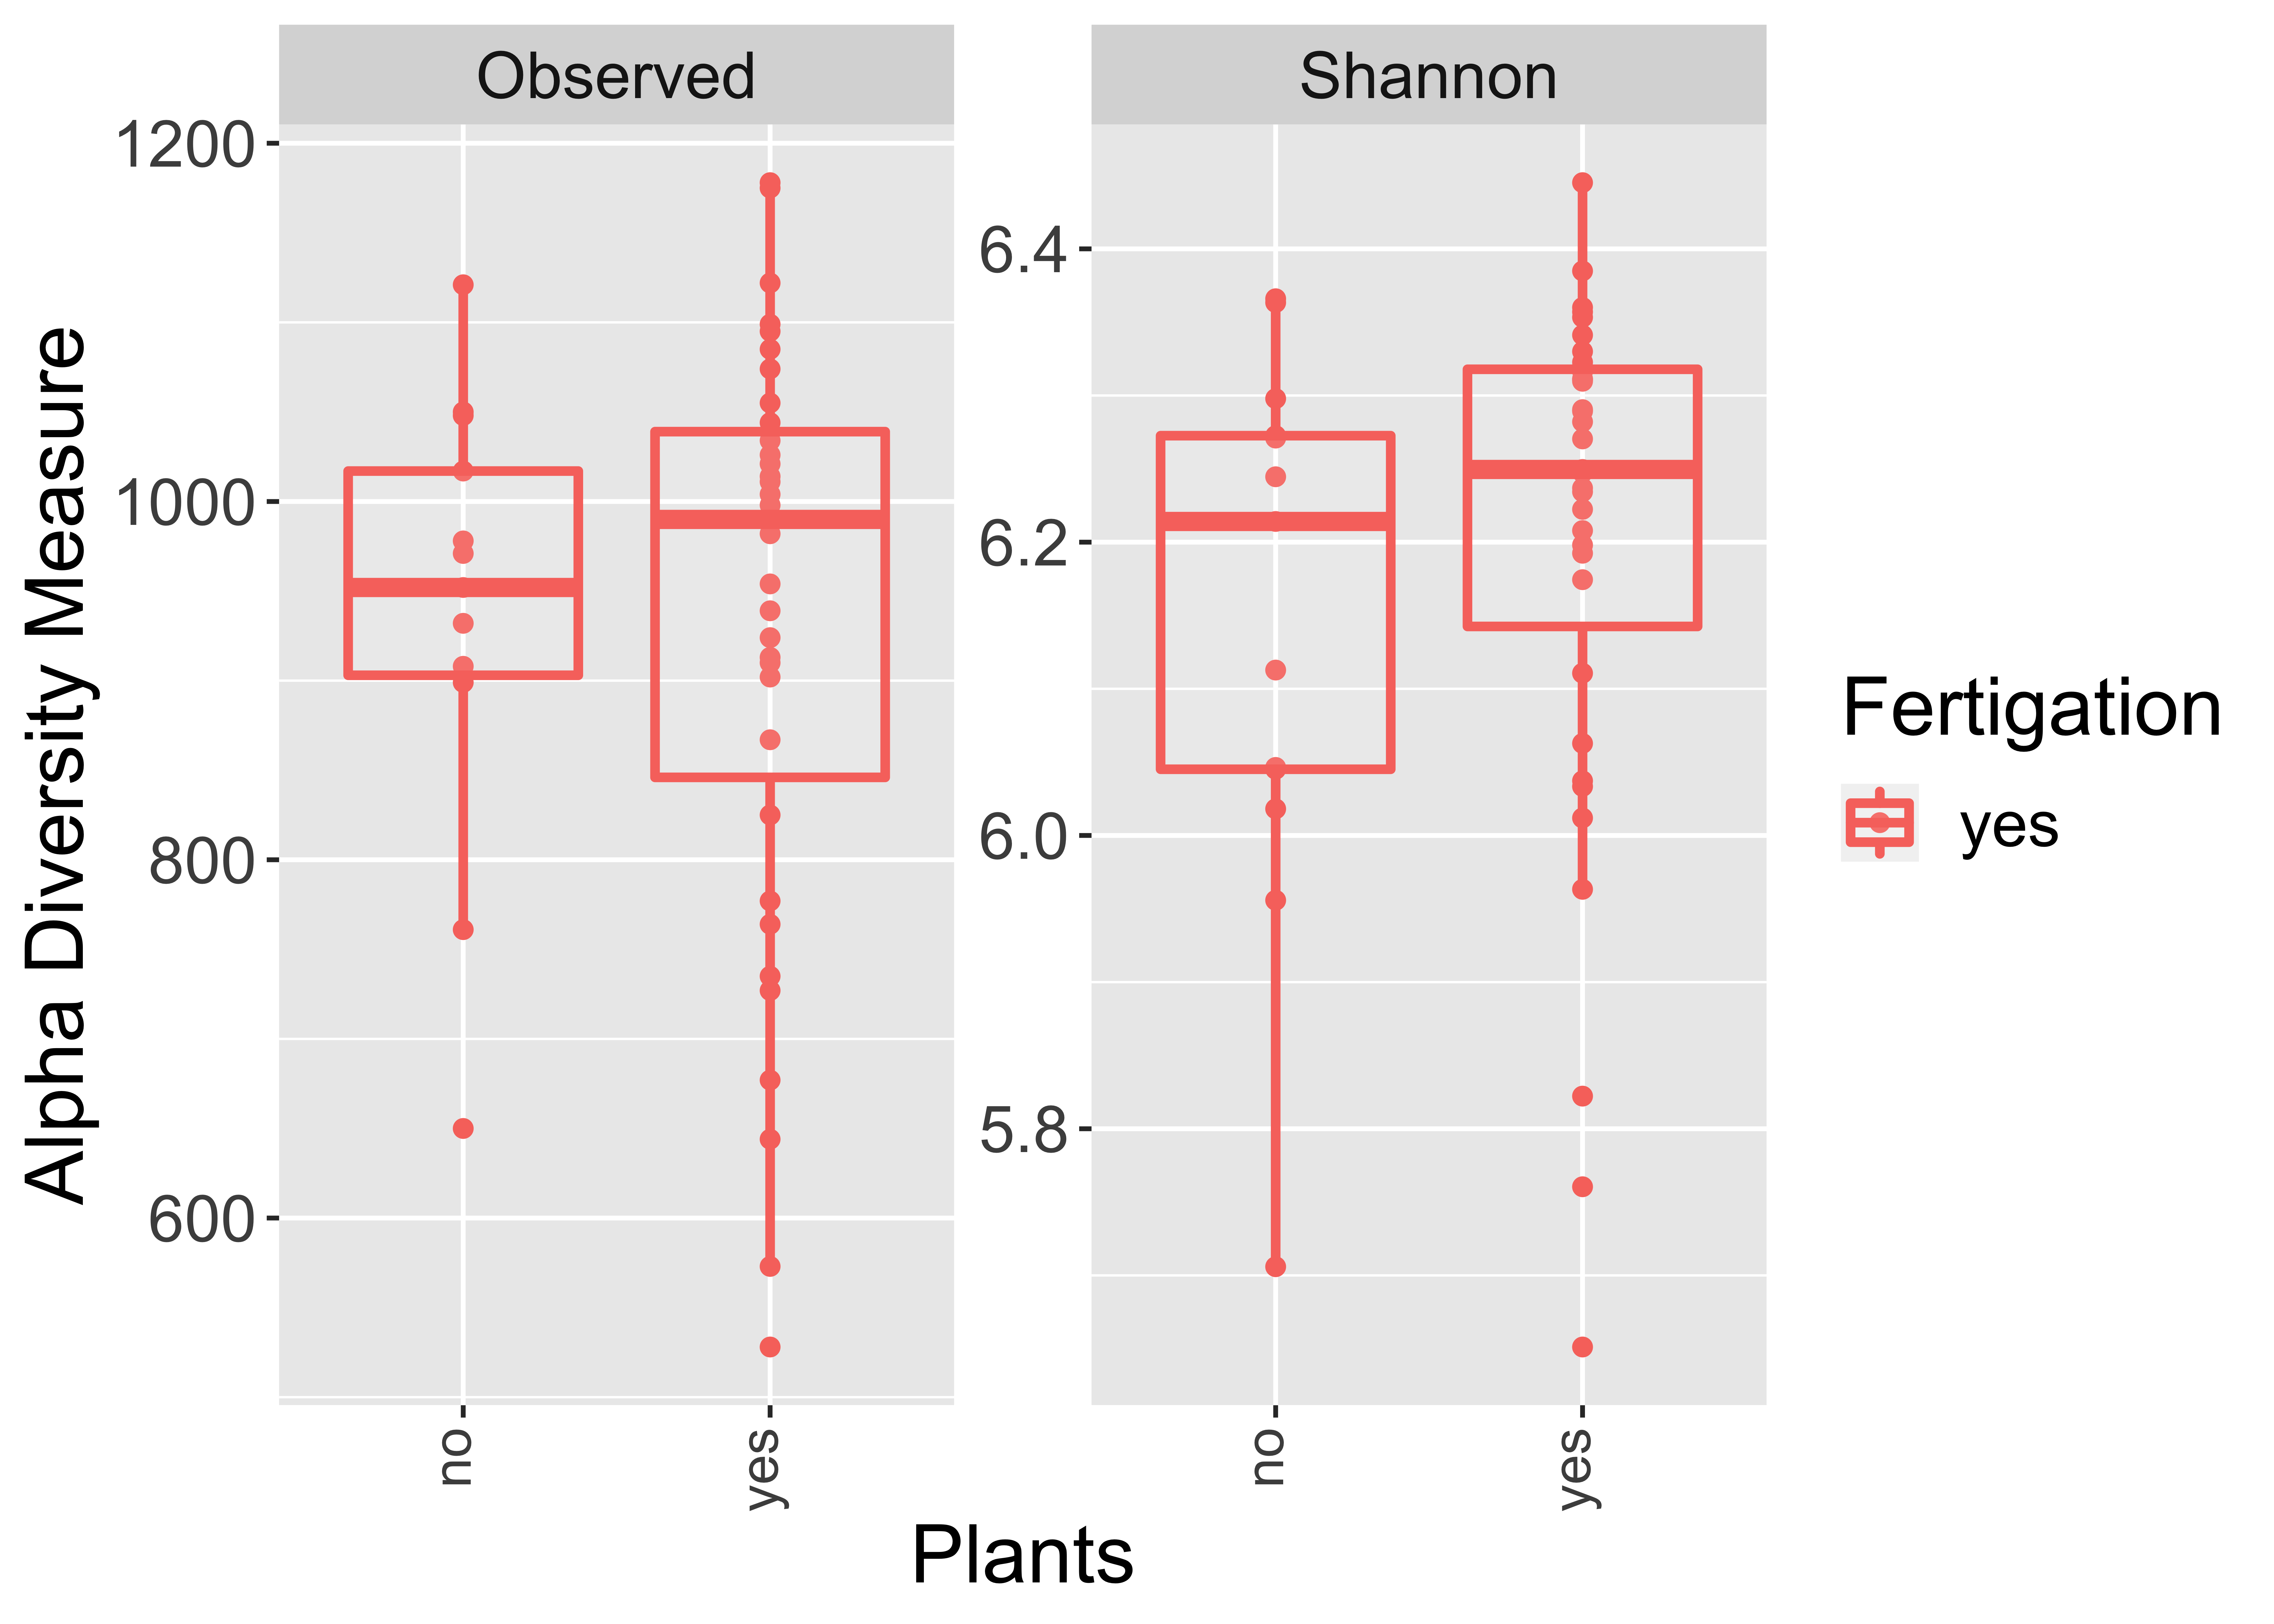 Observed
Shannon
Alpha Diversity Measure
1200
1000
800
600
6.4
6.2
6.0
5.8
no
yes
no
yes
Plants
Fertigation
yes